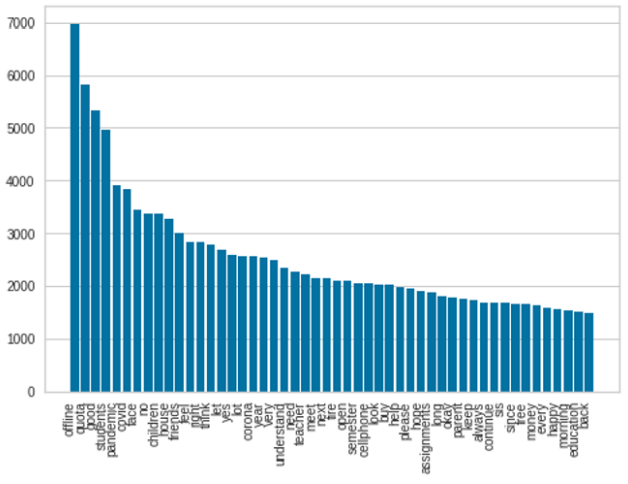 7000
6000
5000
4000
3000
2000
1000
0
offline
quota
good
students
pandemic
covid
face
no
children
house
friends
feel
right
think
let
yes
lot
corona
year
very
understand
need
teacher
meet
next
tire
open
semester
cellphone
look
buy
help
please
hope
assignments
long
okay
parent
keep
always
continue
sis
since
free
money
every
happy
morning
education
back